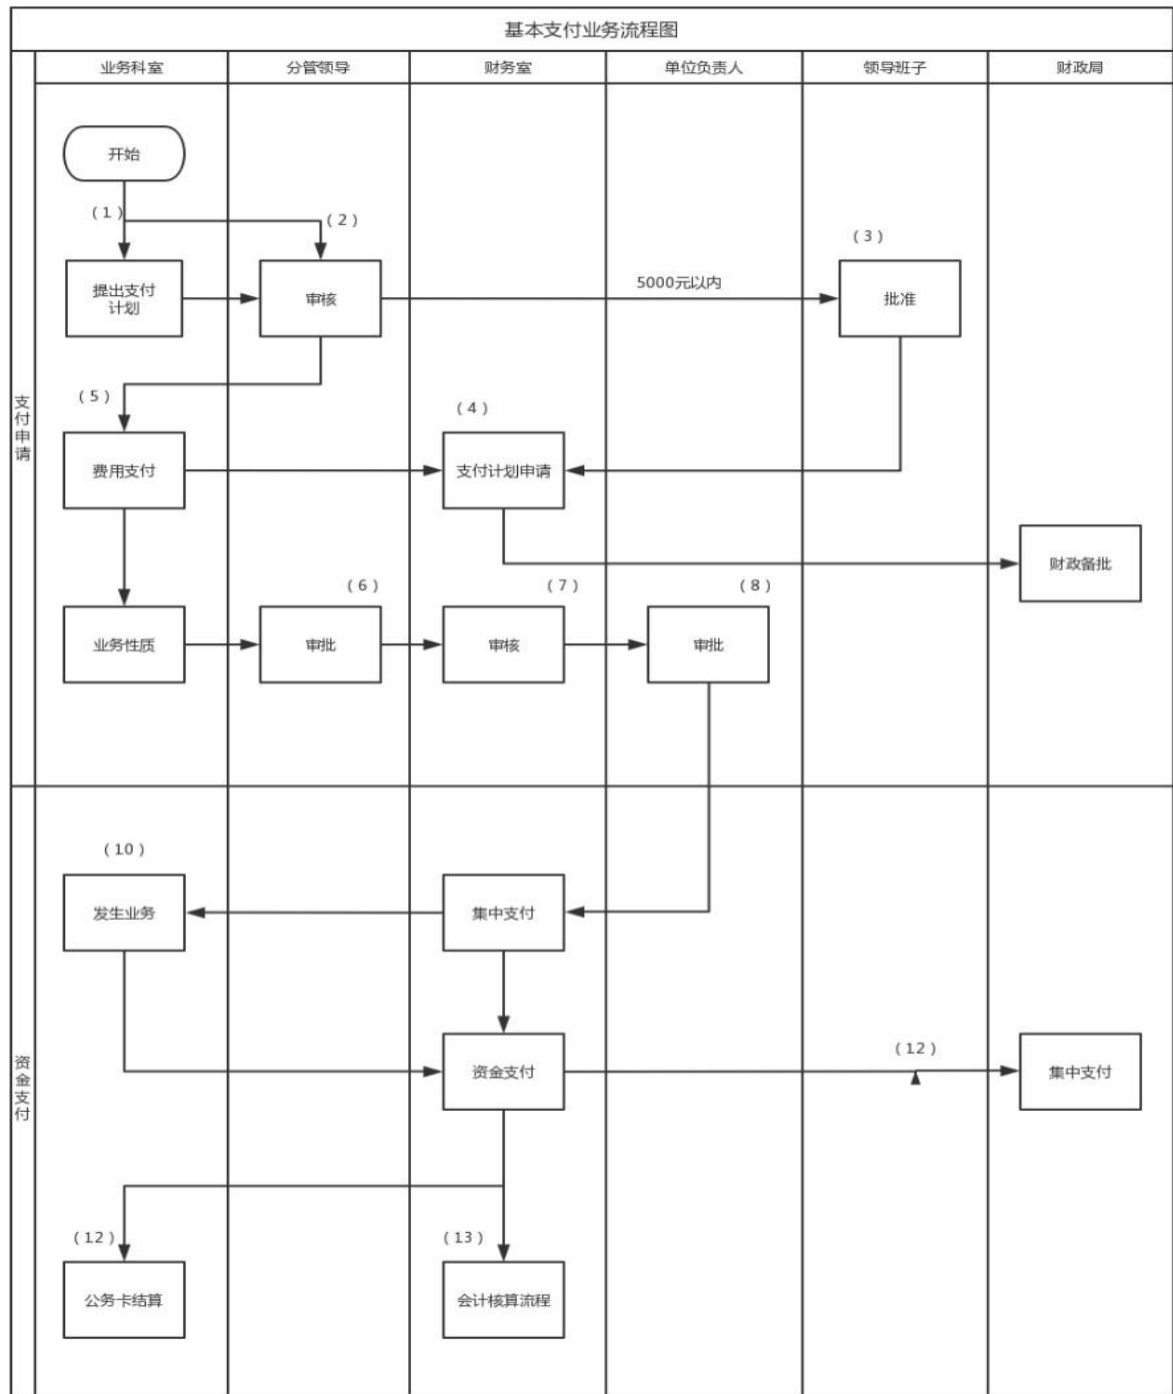 基本支付业务流程图
业务科室
分管领导
财务室
单位负责人
领导班子
财政局
支付申请
开始
（1）
（2）
（3）
提出支付
计划
审核
5000元以内
批准
（5）
（4）
费用支付
支付计划申请
财政备批
（6）
（7）
（8）
业务性质
审批
审核
审批
资金支付
（10）
发生业务
集中支付
资金支付
（12）
集中支付
（12）
（13）
公务卡结算
会计核算流程